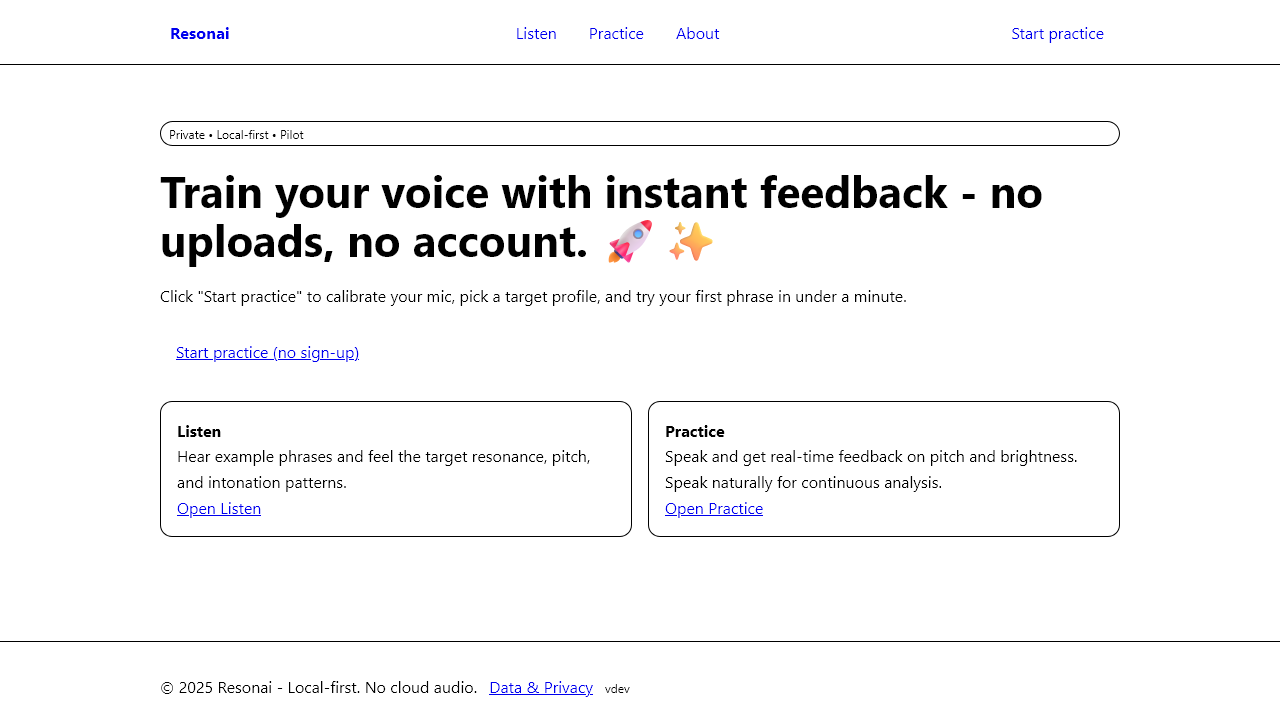 Resonai
Listen
Practice
About
Start practice
Private • Local-first • Pilot
Train your voice with instant feedback - no
uploads, no account. 🚀 ✨
Click "Start practice" to calibrate your mic, pick a target profile, and try your first phrase in under a minute.
Start practice (no sign-up)
Listen
Hear example phrases and feel the target resonance, pitch,
and intonation patterns.
Open Listen
Practice
Speak and get real-time feedback on pitch and brightness.
Speak naturally for continuous analysis.
Open Practice
© 2025 Resonai - Local-first. No cloud audio. Data & Privacy vdev